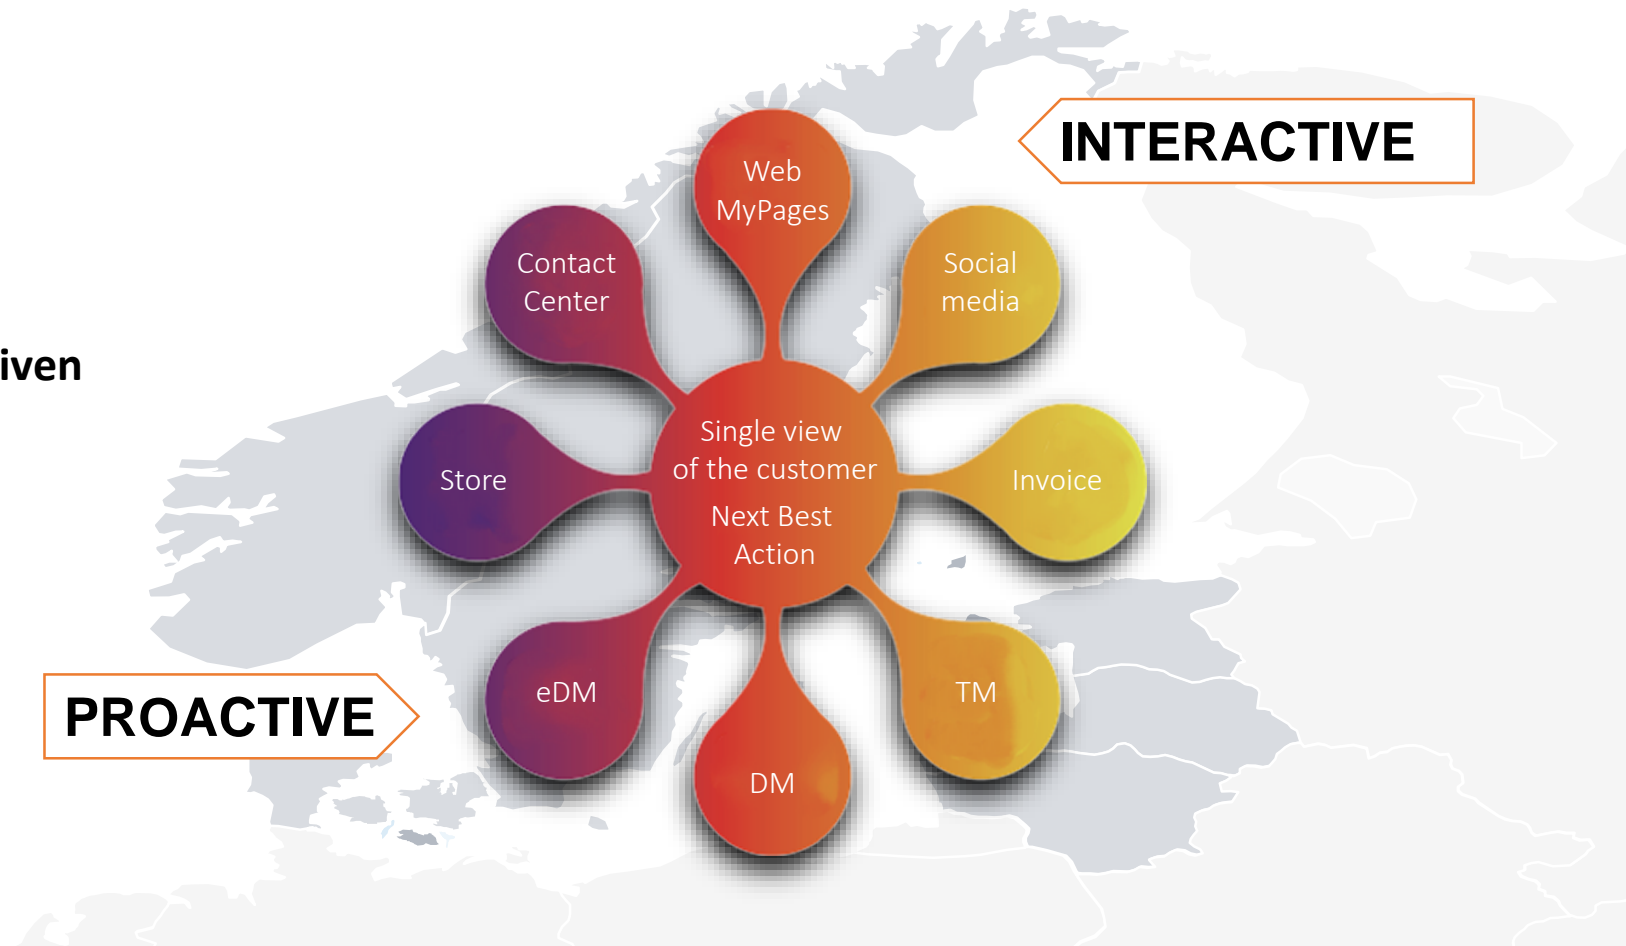 INTERACTIVE
Web
MyPages
Contact
Center
Social
media
iven
Single view
of the customer
Next Best
Action
Store
Invoice
eDM
TM
PROACTIVE
DM